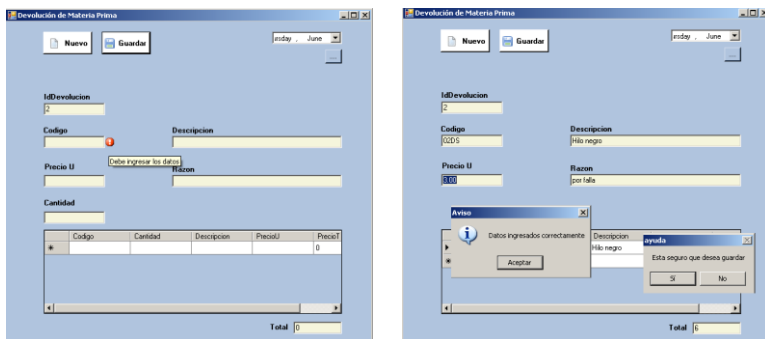 Devolución de Materia Prima
Nuevo Guardar
esday , June
...
IdDevolucion
2
Codigo Descripcion
Debe ingresar los datos
Precio U Razon
Cantidad
Codigo Cantidad Descripcion PrecioU PrecioT
0
Total 0
Devolución de Materia Prima
Nuevo Guardar
esday , June
...
IdDevolucion
2
Codigo Descripcion
02DS Hilo negro
Precio U Razon
3.00 por falla
Aviso
Datos ingresados correctamente
Aceptar
Descripcion
Hilo negro
ayuda
Esta seguro que desea guardar
Sí No
Total 6